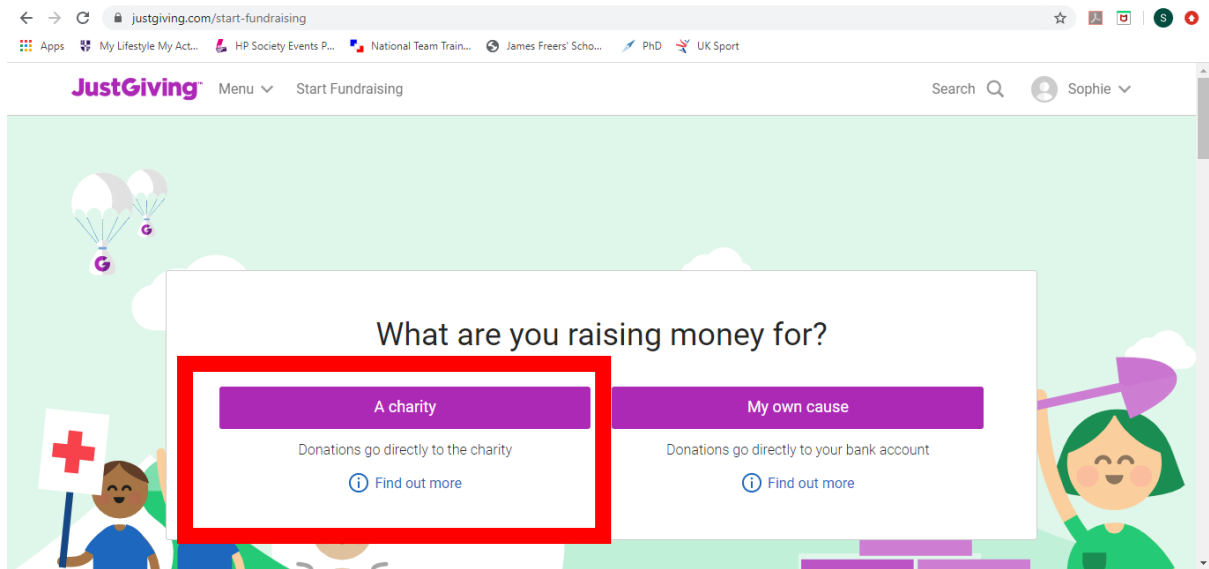 justgiving.com/start-fundraising
S
Apps My Lifestyle My Act... HP Society Events P... National Team Train... James Freers' Scho... PhD UK Sport
JustGiving™ Menu Start Fundraising Search Sophie
G
G
What are you raising money for?
A charity My own cause
Donations go directly to the charity Donations go directly to your bank account
Find out more Find out more